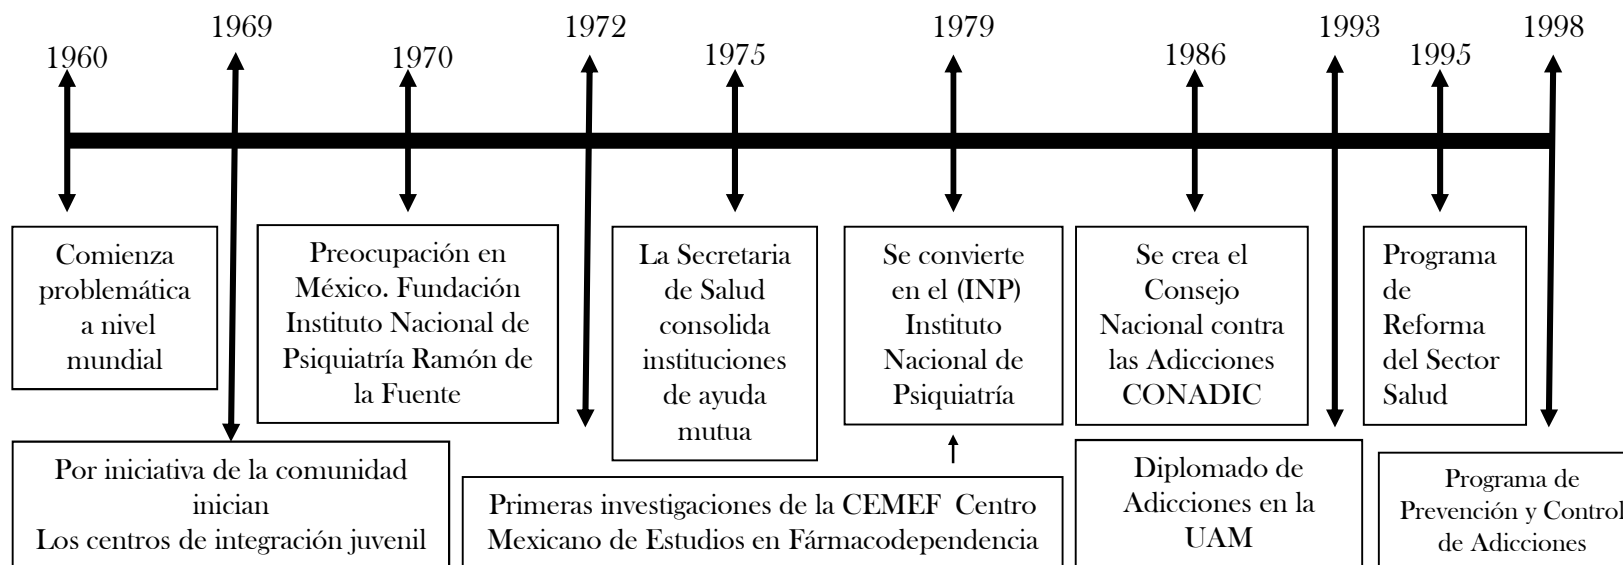 1960
1969
1970
1972
1975
1979
1986
1993
1995
1998
Comienza
problemática
a nivel
mundial
Preocupación en
México. Fundación
Instituto Nacional de
Psiquiatría Ramón de
la Fuente
La Secretaria
de Salud
consolida
instituciones
de ayuda
mutua
Se convierte
en el (INP)
Instituto
Nacional de
Psiquiatría
Se crea el
Consejo
Nacional contra
las Adicciones
CONADIC
Programa
de
Reforma
del Sector
Salud
Por iniciativa de la comunidad
inician
Los centros de integración juvenil
Primeras investigaciones de la CEMEF Centro
Mexicano de Estudios en Fármacodependencia
Diplomado de
Adicciones en la
UAM
Programa de
Prevención y Control
de Adicciones